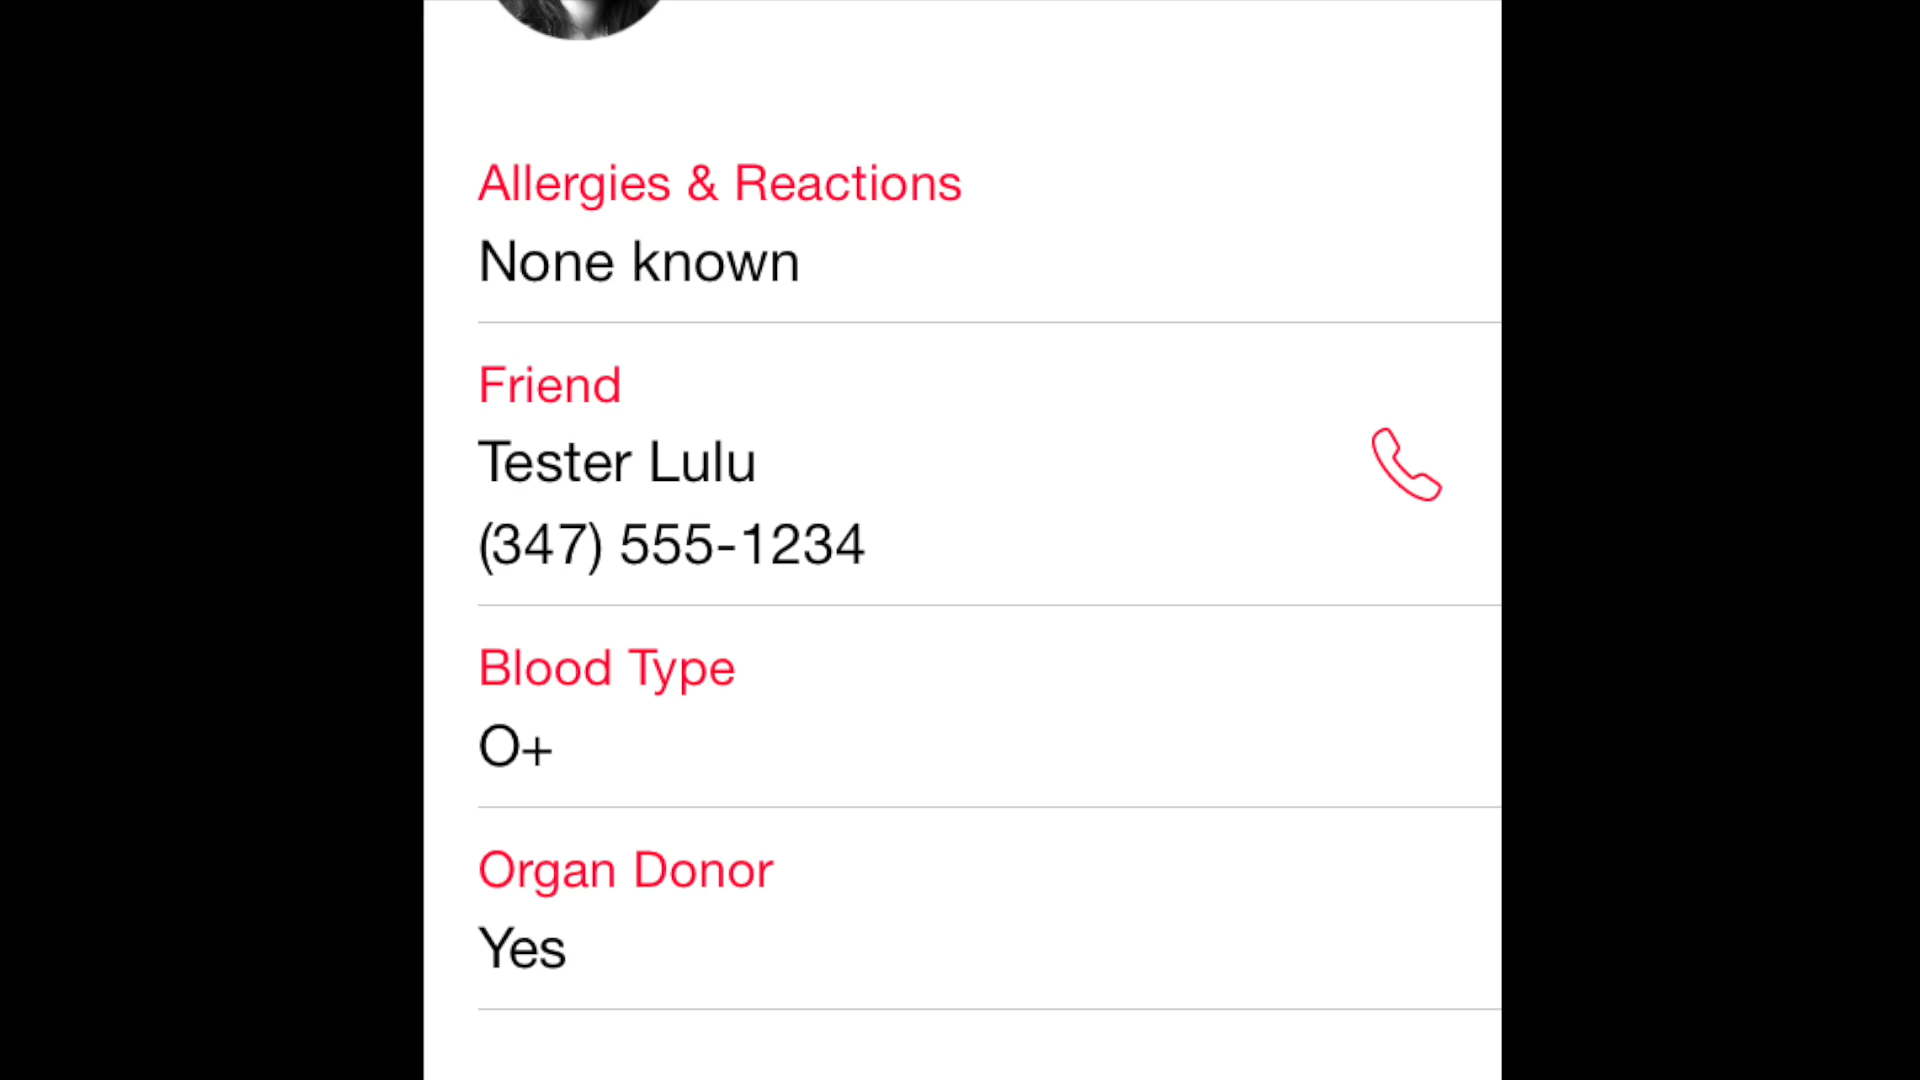 Allergies & Reactions
None known
Friend
Tester Lulu
(347) 555-1234
Blood Type
O+
Organ Donor
Yes